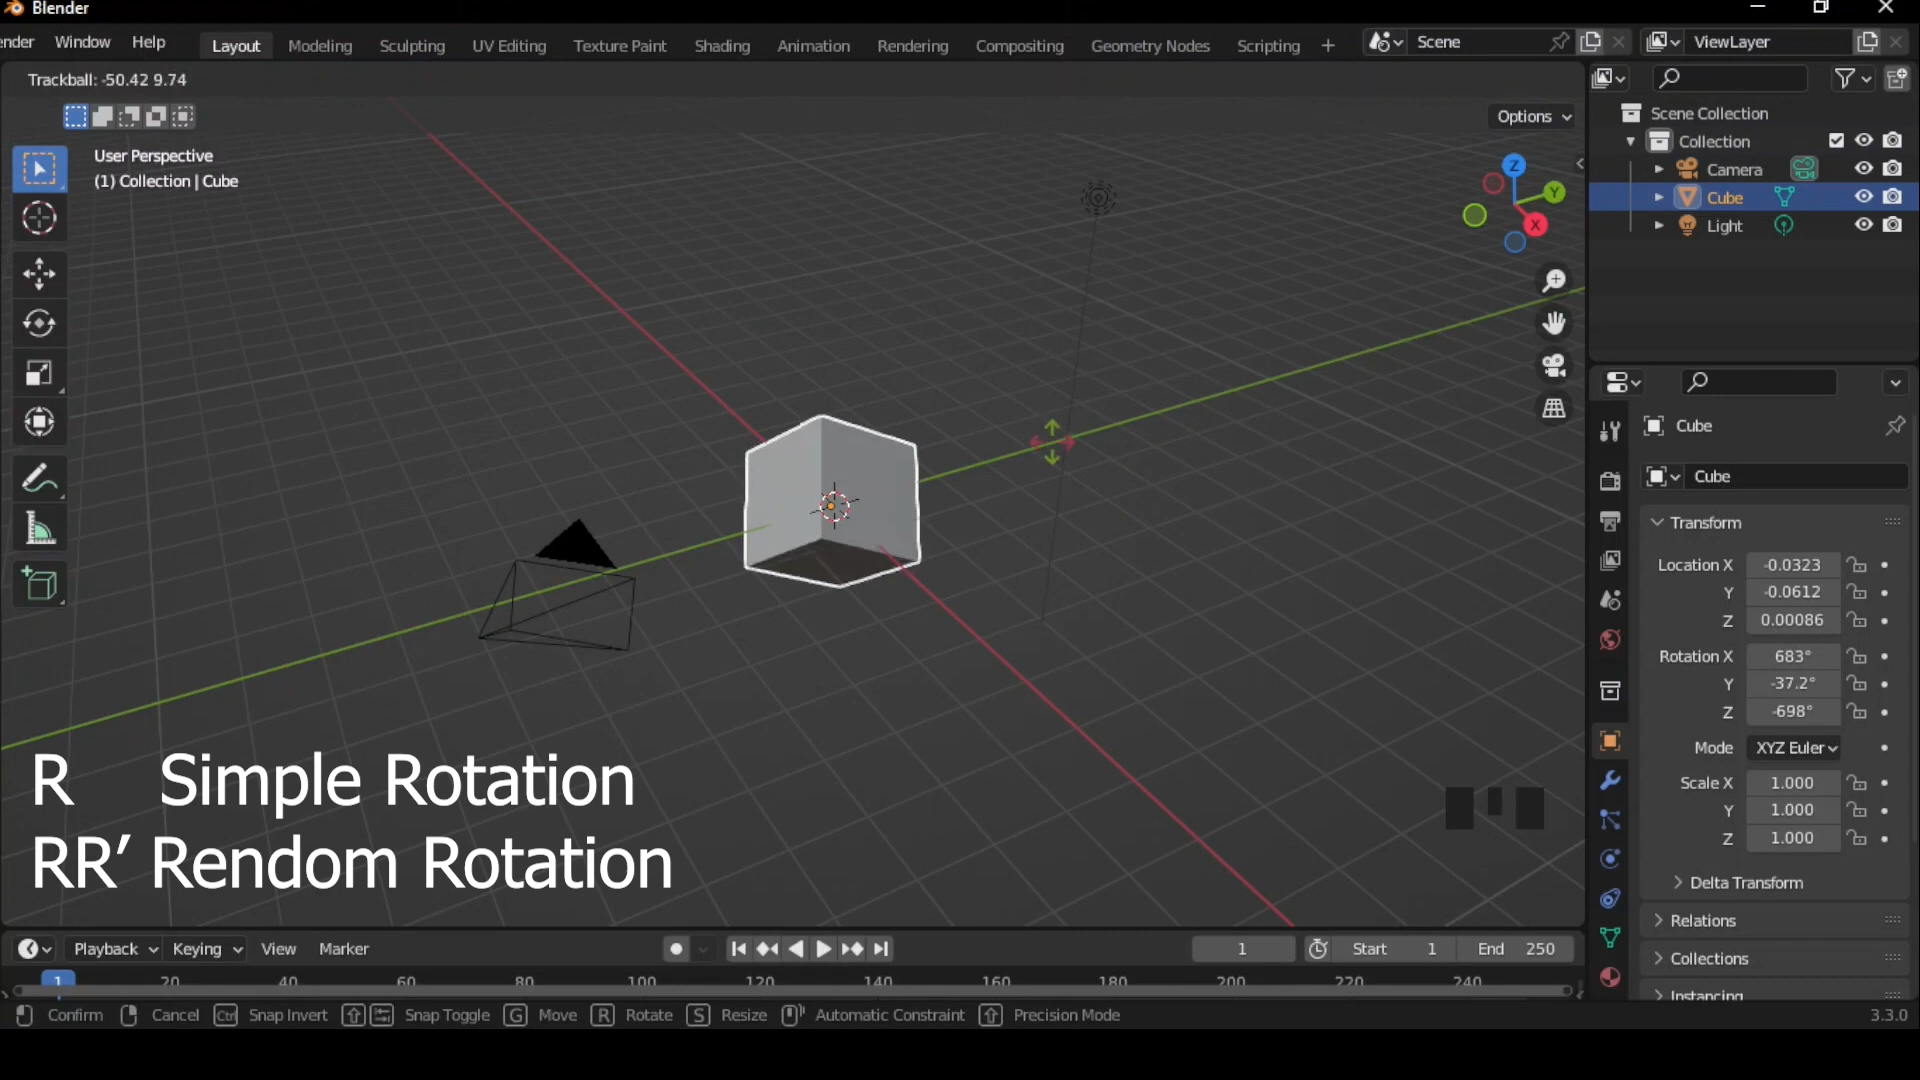 Blender
ender Window Help Layout Modeling Sculpting UV Editing Texture Paint Shading Animation Rendering Compositing Geometry Nodes Scripting + Scene ViewLayer
Trackball: -50.42 9.74
Options
User Perspective
(1) Collection | Cube
Z
Y
X
Scene Collection
Collection
Camera
Cube
Light
Cube
Cube
Transform
Location X -0.0323
Y -0.0612
Z 0.00086
Rotation X 683°
Y -37.2°
Z -698°
Mode XYZ Euler
Scale X 1.000
Y 1.000
Z 1.000
Delta Transform
Relations
Collections
Instancing
R Simple Rotation
RR’ Rendom Rotation
Playback Keying View Marker 1 Start 1 End 250
1 20 40 60 80 100 120 140 160 180 200 220 240
Confirm Cancel Ctrl Snap Invert Snap Toggle G Move R Rotate S Resize Automatic Constraint Precision Mode 3.3.0